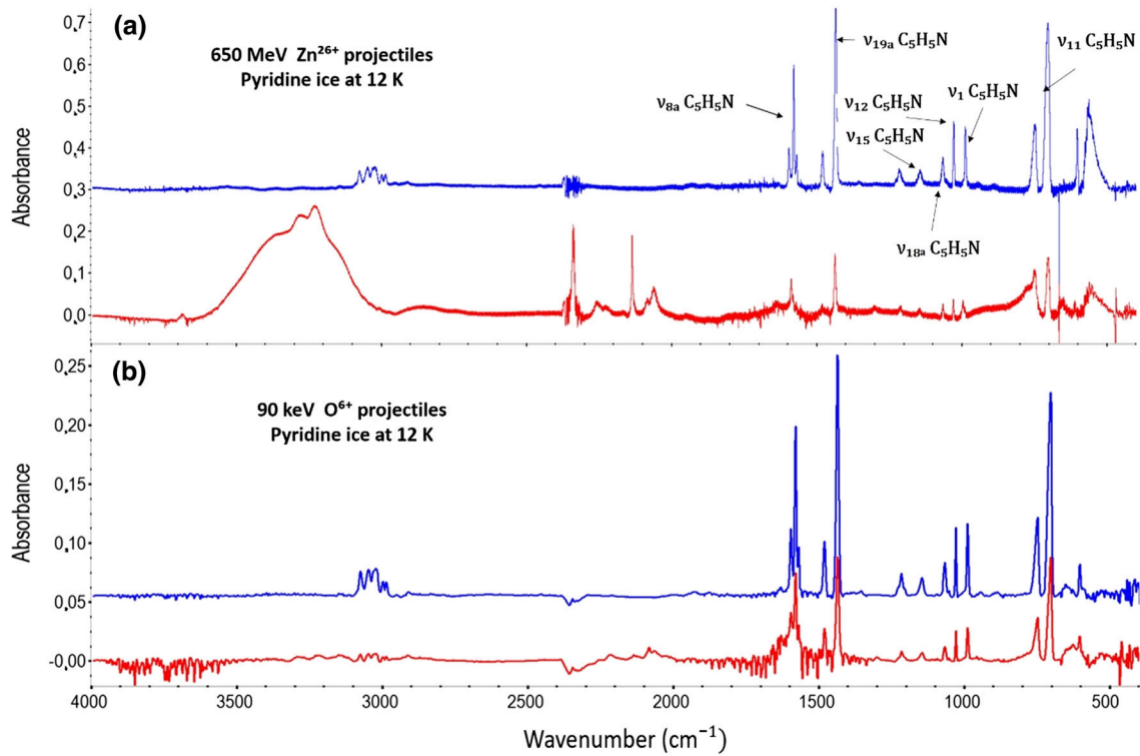 (a)
650 MeV Zn²⁶⁺ projectiles
Pyridine ice at 12 K
ν₈ₐ C₅H₅N
ν₁₉ₐ C₅H₅N
ν₁₂ C₅H₅N
ν₁ C₅H₅N
ν₁₁ C₅H₅N
ν₁₅ C₅H₅N
ν₁₈ₐ C₅H₅N
Absorbance
0,7
0,6
0,5
0,4
0,3
0,2
0,1
0,0
(b)
90 keV O⁶⁺ projectiles
Pyridine ice at 12 K
Absorbance
0,25
0,20
0,15
0,10
0,05
-0,00
4000 3500 3000 2500 2000 1500 1000 500
Wavenumber (cm⁻¹)